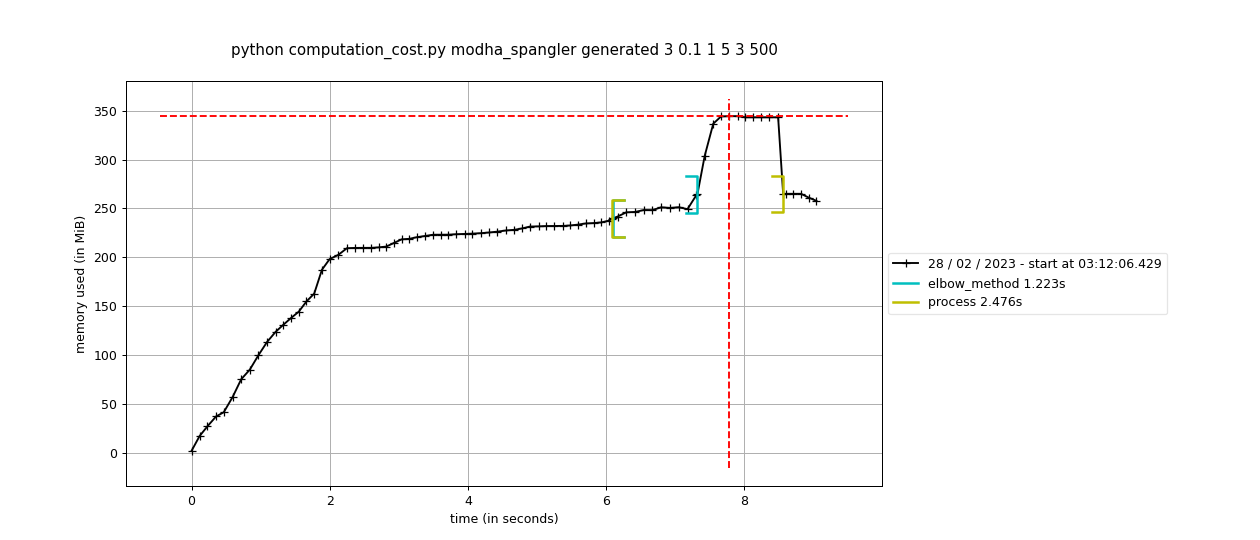 python computation_cost.py modha_spangler generated 3 0.1 1 5 3 500
350
300
250
200
150
100
50
0
memory used (in MiB)
0 2 4 6 8
time (in seconds)
28 / 02 / 2023 - start at 03:12:06.429
elbow_method 1.223s
process 2.476s